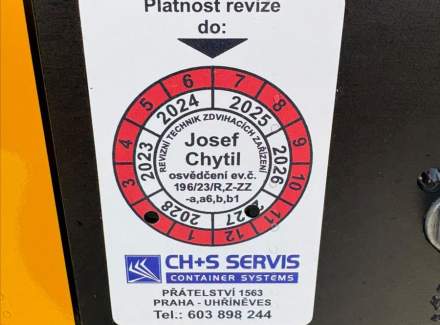 Platnost revize
do:
1 2 3 4 5 6 7 8 9 10 11 12
2023 2024 2025 2026 2027 2028
REVIZNÍ TECHNIK ZDVIHACÍCH ZAŘÍZENÍ
Josef
Chytil
osvědčení ev.č.
196/23/R,Z-ZZ
-a,a6,b,b1
CH+S SERVIS
CONTAINER SYSTEMS
PŘÁTELSTVÍ 1563
PRAHA - UHŘÍNĚVES
Tel.: 603 898 244